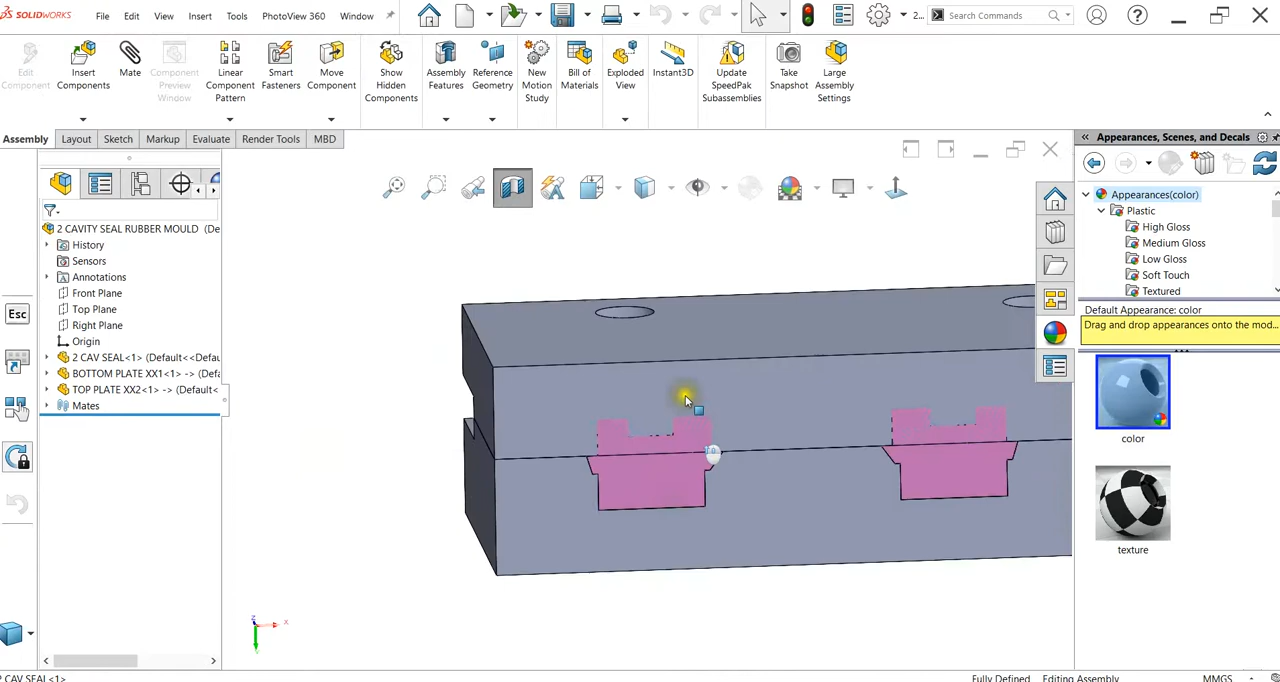 SOLIDWORKS File Edit View Insert Tools PhotoView 360 Window 2... Search Commands
Edit Component
Insert Components
Mate
Component Preview Window
Linear Component Pattern
Smart Fasteners
Move Component
Show Hidden Components
Assembly Features
Reference Geometry
New Motion Study
Bill of Materials
Exploded View
Instant3D
Update SpeedPak Subassemblies
Take Snapshot
Large Assembly Settings
Assembly Layout Sketch Markup Evaluate Render Tools MBD
2 CAVITY SEAL RUBBER MOULD (De
History
Sensors
Annotations
Front Plane
Top Plane
Right Plane
Origin
2 CAV SEAL<1> (Default<<Defau
BOTTOM PLATE XX1<1> -> (Defau
TOP PLATE XX2<1> -> (Default<
Mates
Esc
z
x
Appearances, Scenes, and Decals
Appearances(color)
Plastic
High Gloss
Medium Gloss
Low Gloss
Soft Touch
Textured
Default Appearance: color
Drag and drop appearances onto the mod...
color
texture
2 CAV SEAL<1>
Fully Defined Editing Assembly MMGS